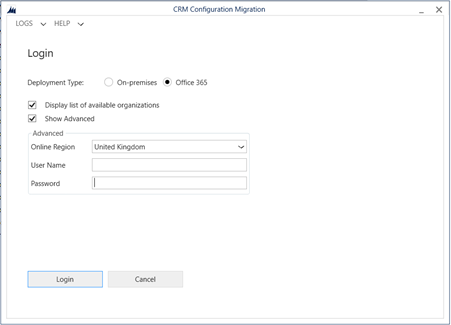 CRM Configuration Migration
LOGS HELP
Login
Deployment Type: On-premises Office 365
Display list of available organizations
Show Advanced
Advanced
Online Region United Kingdom
User Name
Password
Login Cancel